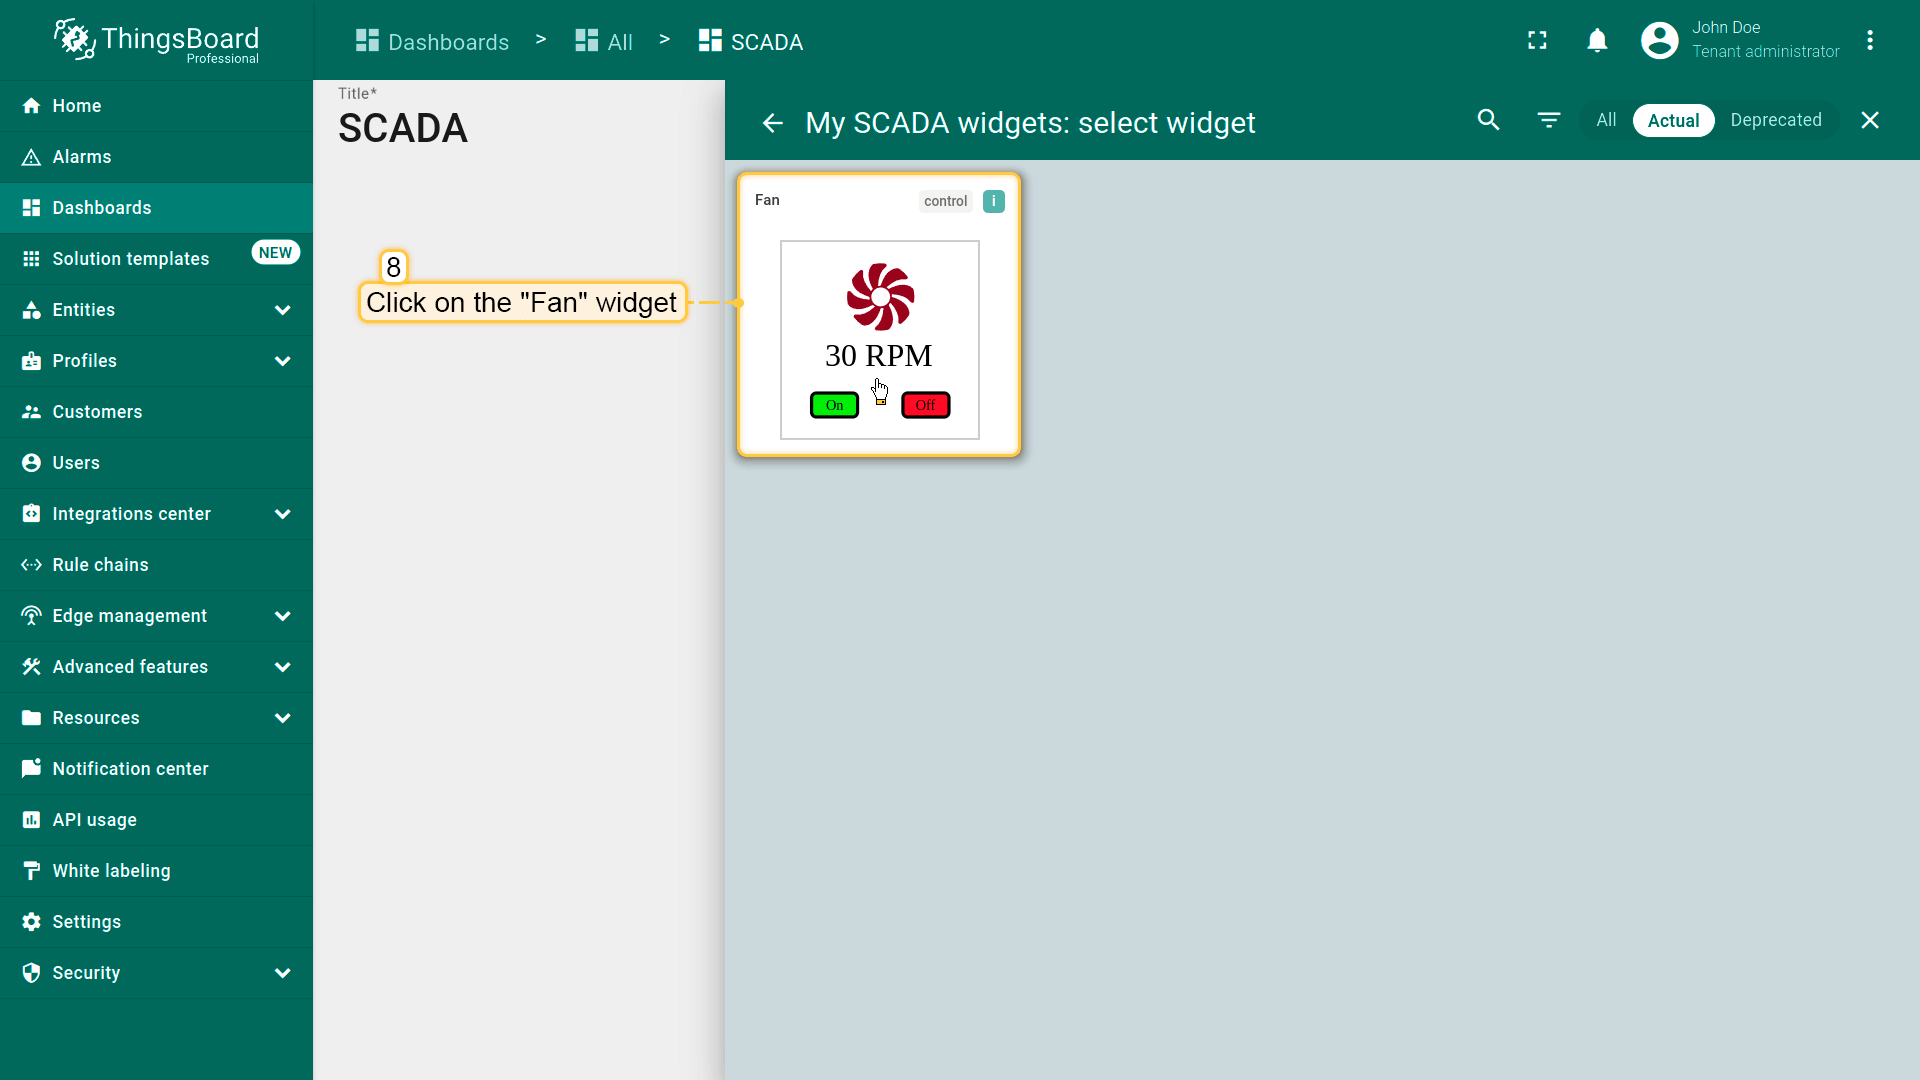 ThingsBoard
Professional
Dashboards > All > SCADA
John Doe
Tenant administrator
Home
Alarms
Dashboards
Solution templates NEW
Entities
Profiles
Customers
Users
Integrations center
Rule chains
Edge management
Advanced features
Resources
Notification center
API usage
White labeling
Settings
Security
Title*
SCADA
8
Click on the "Fan" widget
My SCADA widgets: select widget
All Actual Deprecated
Fan control i
30 RPM
On Off